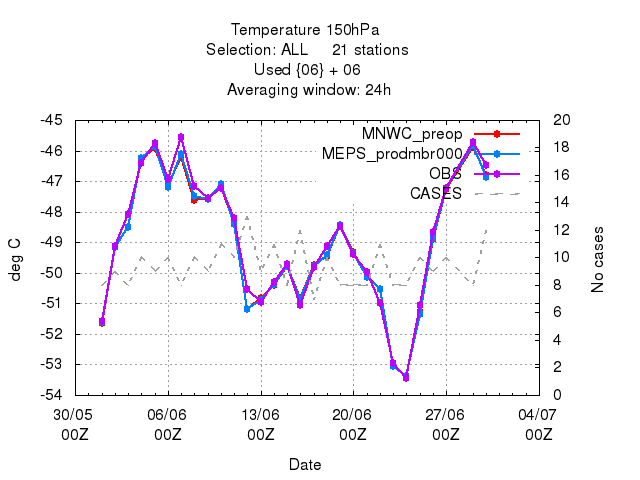 Temperature 150hPa
Selection: ALL 21 stations
Used {06} + 06
Averaging window: 24h
-45
-46
-47
-48
-49
-50
-51
-52
-53
-54
deg C
20
18
16
14
12
10
8
6
4
2
0
No cases
MNWC_preop
MEPS_prodmbr000
OBS
CASES
30/05 06/06 13/06 20/06 27/06 04/07
00Z 00Z 00Z 00Z 00Z 00Z
Date